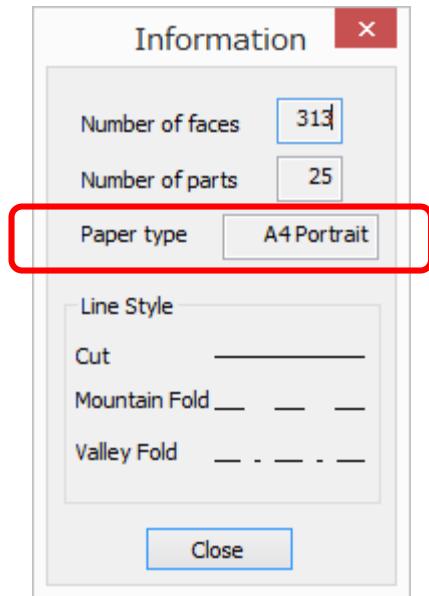 Information
Number of faces 313
Number of parts 25
Paper type A4 Portrait
Line Style
Cut
Mountain Fold
Valley Fold
Close